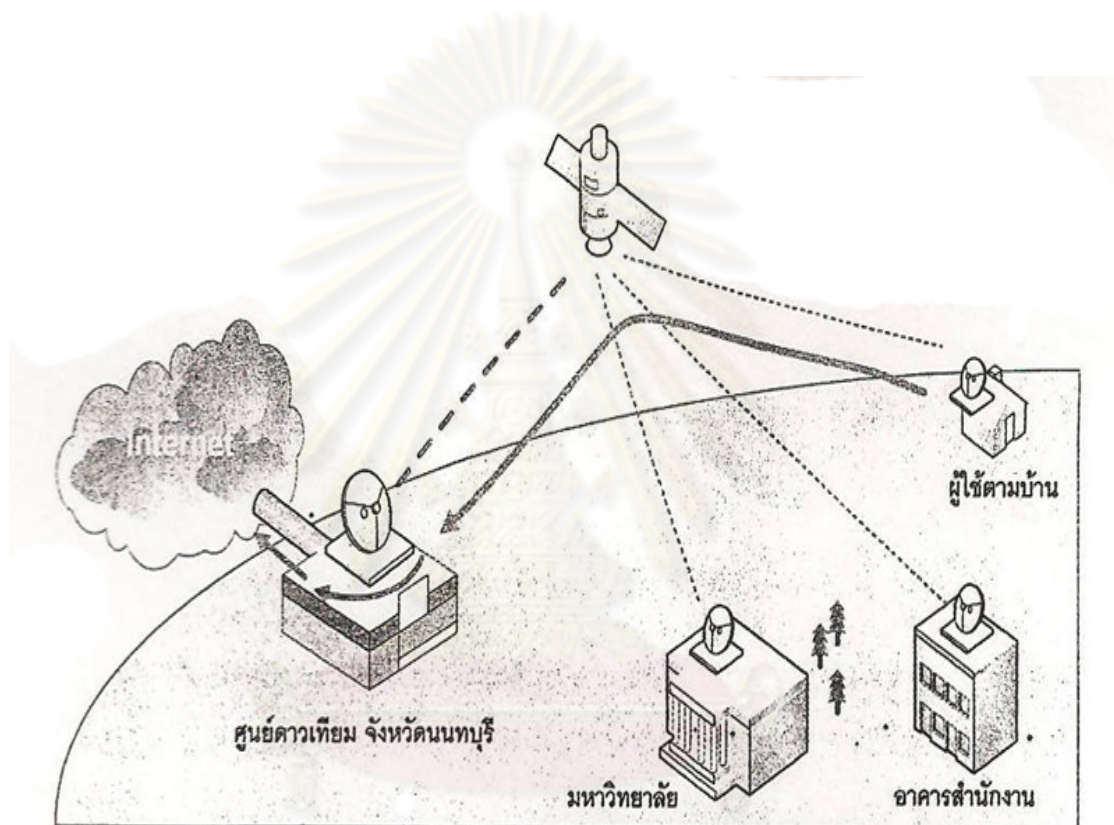 Internet
ผู้ใช้ตามบ้าน
ศูนย์ดาวเทียม จังหวัดนนทบุรี
มหาวิทยาลัย
อาคารสำนักงาน